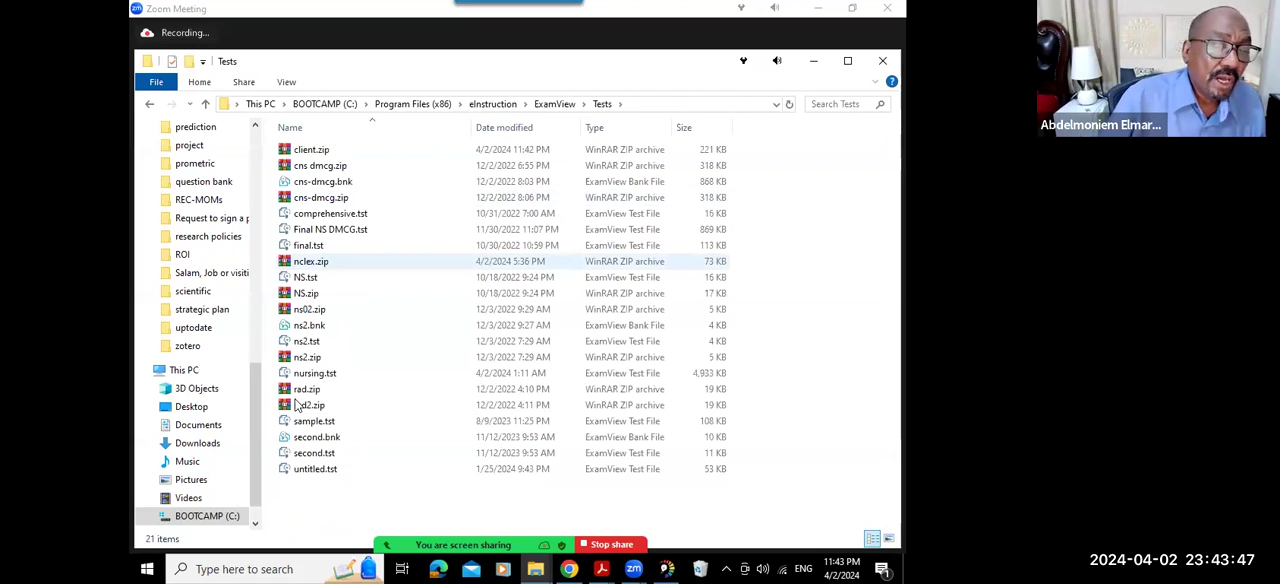 Zoom Meeting
Recording...
Tests
File Home Share View
This PC BOOTCAMP (C:) Program Files (x86) eInstruction ExamView Tests Search Tests
Name Date modified Type Size
prediction
project
prometric
question bank
REC-MOMs
Request to sign a p
research policies
ROI
Salam, Job or visiti
scientific
strategic plan
uptodate
zotero
This PC
3D Objects
Desktop
Documents
Downloads
Music
Pictures
Videos
BOOTCAMP (C:)
client.zip 4/2/2024 11:42 PM WinRAR ZIP archive 221 KB
cns dmcg.zip 12/2/2022 6:55 PM WinRAR ZIP archive 318 KB
cns-dmcg.bnk 12/2/2022 8:03 PM ExamView Bank File 868 KB
cns-dmcg.zip 12/2/2022 8:06 PM WinRAR ZIP archive 318 KB
comprehensive.tst 10/31/2022 7:00 AM ExamView Test File 16 KB
Final NS DMCG.tst 11/30/2022 11:07 PM ExamView Test File 869 KB
final.tst 10/30/2022 10:59 PM ExamView Test File 113 KB
nclex.zip 4/2/2024 5:36 PM WinRAR ZIP archive 73 KB
NS.tst 10/18/2022 9:24 PM ExamView Test File 16 KB
NS.zip 10/18/2022 9:24 PM WinRAR ZIP archive 17 KB
ns02.zip 12/3/2022 9:29 AM WinRAR ZIP archive 5 KB
ns2.bnk 12/3/2022 9:27 AM ExamView Bank File 4 KB
ns2.tst 12/3/2022 7:29 AM ExamView Test File 4 KB
ns2.zip 12/3/2022 7:29 AM WinRAR ZIP archive 5 KB
nursing.tst 4/2/2024 1:11 AM ExamView Test File 4,933 KB
rad.zip 12/2/2022 4:10 PM WinRAR ZIP archive 19 KB
d2.zip 12/2/2022 4:11 PM WinRAR ZIP archive 19 KB
sample.tst 8/9/2023 11:25 PM ExamView Test File 108 KB
second.bnk 11/12/2023 9:53 AM ExamView Bank File 10 KB
second.tst 11/12/2023 9:53 AM ExamView Test File 11 KB
untitled.tst 1/25/2024 9:43 PM ExamView Test File 53 KB
21 items
You are screen sharing Stop share
Type here to search
ENG 11:43 PM
4/2/2024
Abdelmoniem Elmar...
2024-04-02 23:43:47